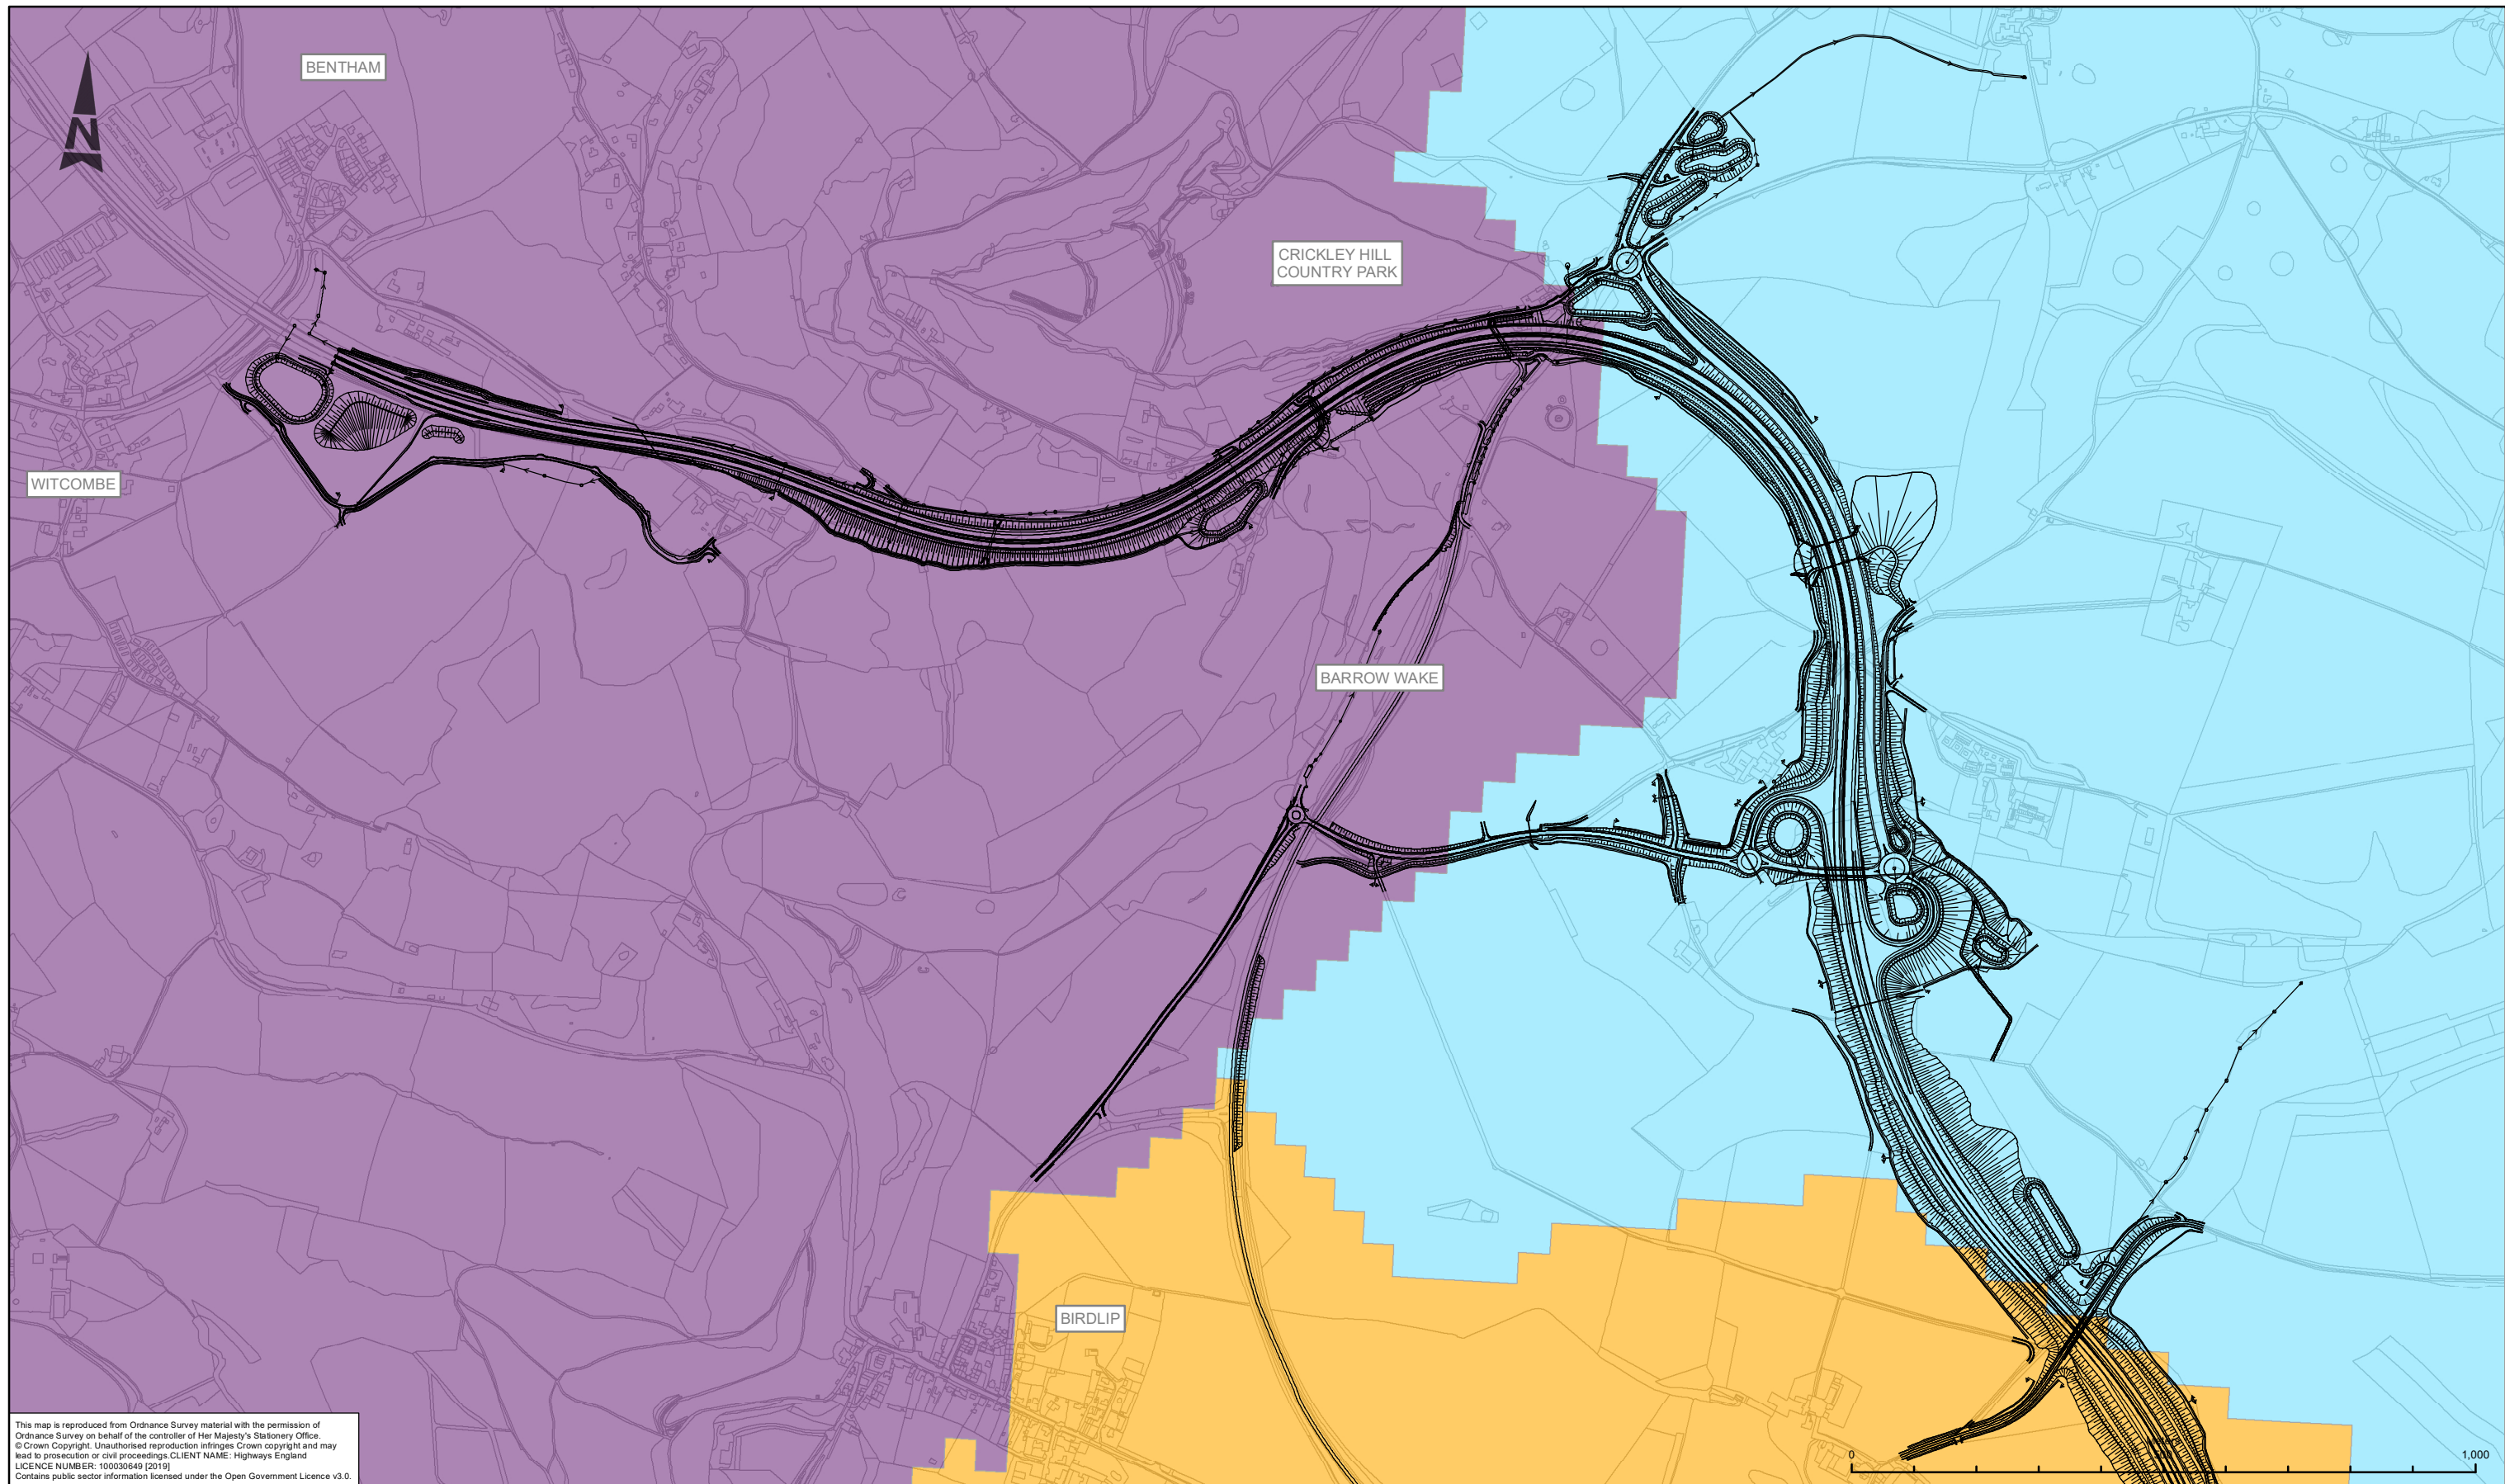 BENTHAM
N
CRICKLEY HILL
COUNTRY PARK
WITCOMBE
BARROW WAKE
BIRDLIP
This map is reproduced from Ordnance Survey material with the permission of
Ordnance Survey on behalf of the controller of Her Majesty's Stationery Office.
© Crown Copyright. Unauthorised reproduction infringes Crown copyright and may
lead to prosecution or civil proceedings.CLIENT NAME: Highways England
LICENCE NUMBER: 100030649 [2019]
Contains public sector information licensed under the Open Government Licence v3.0.
0 500 1,000